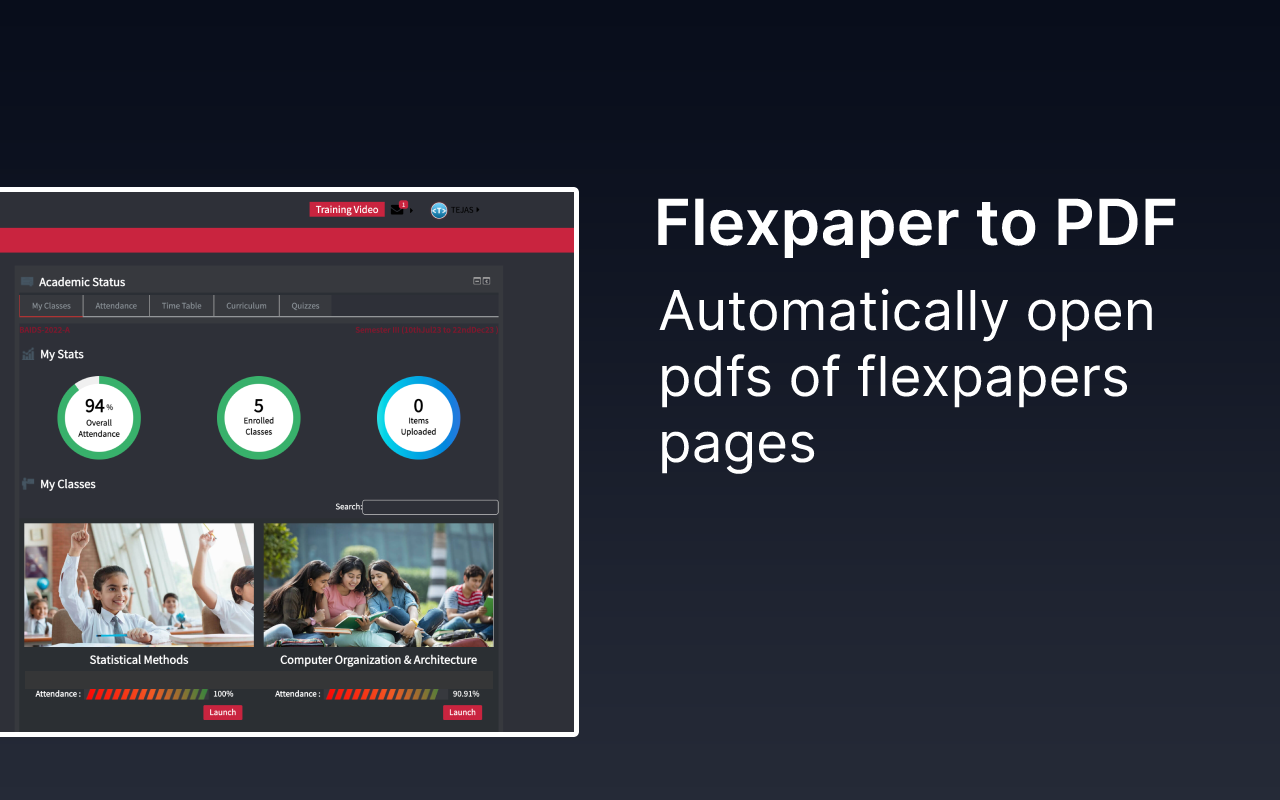 Training Video
1
<T>
TEJAS
Academic Status
My Classes
Attendance
Time Table
Curriculum
Quizzes
My Stats
94 %
Overall
Attendance
5
Enrolled
Classes
0
Items
Uploaded
My Classes
Search:
Statistical Methods
Computer Organization & Architecture
Attendance :
100%
Attendance :
90.91%
Launch
Launch
Flexpaper to PDF
Automatically open
pdfs of flexpapers
pages